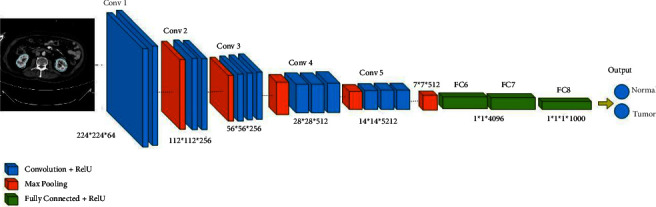 Conv 1
Conv 2
Conv 3
Conv 4
Conv 5
7*7*512
FC6
FC7
FC8
Output
Normal
Tumor
224*224*64
112*112*256
56*56*256
28*28*512
14*14*5212
1*1*4096
1*1*1*1000
Convolution + RelU
Max Pooling
Fully Connected + RelU